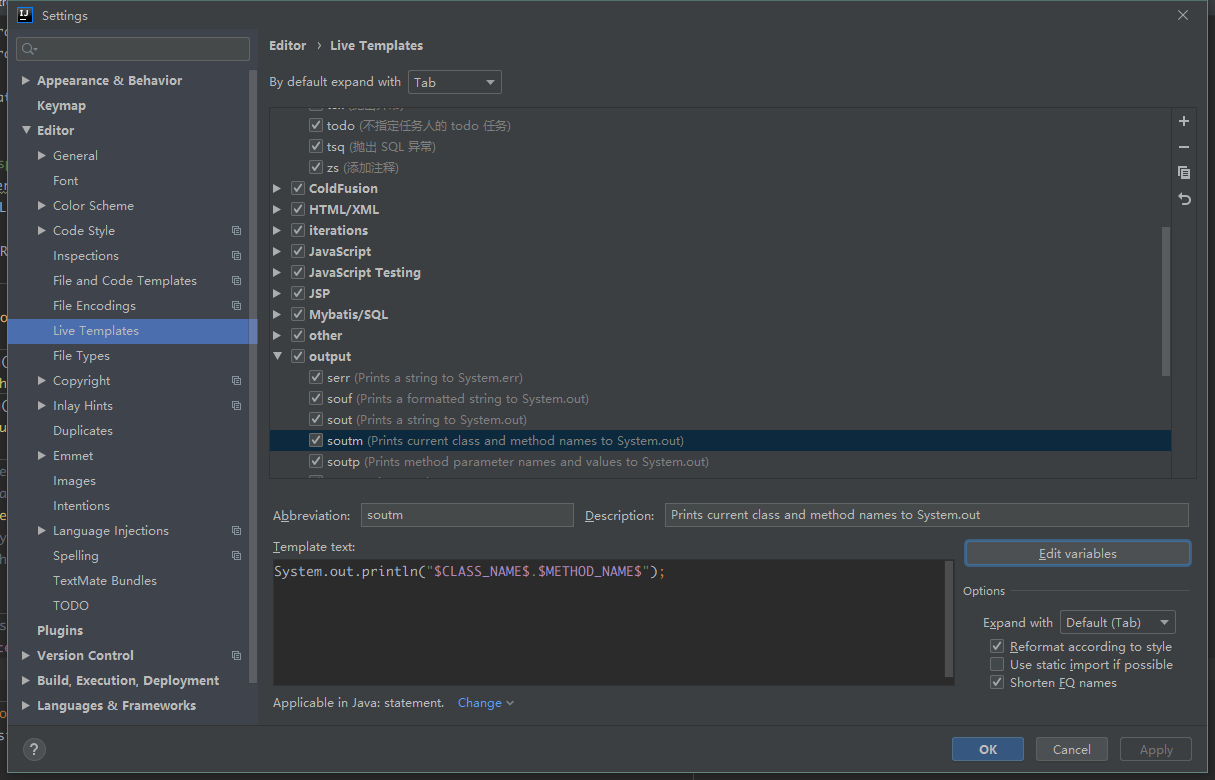 Settings
Editor › Live Templates
By default expand with Tab
Appearance & Behavior
Keymap
Editor
General
Font
Color Scheme
Code Style
Inspections
File and Code Templates
File Encodings
Live Templates
File Types
Copyright
Inlay Hints
Duplicates
Emmet
Images
Intentions
Language Injections
Spelling
TextMate Bundles
TODO
Plugins
Version Control
Build, Execution, Deployment
Languages & Frameworks
todo (不指定任务人的 todo 任务)
tsq (抛出 SQL 异常)
zs (添加注释)
ColdFusion
HTML/XML
iterations
JavaScript
JavaScript Testing
JSP
Mybatis/SQL
other
output
serr (Prints a string to System.err)
souf (Prints a formatted string to System.out)
sout (Prints a string to System.out)
soutm (Prints current class and method names to System.out)
soutp (Prints method parameter names and values to System.out)
Abbreviation: soutm Description: Prints current class and method names to System.out
Template text:
System.out.println("$CLASS_NAME$.$METHOD_NAME$");
Edit variables
Options
Expand with Default (Tab)
Reformat according to style
Use static import if possible
Shorten FQ names
Applicable in Java: statement. Change
?
OK Cancel Apply